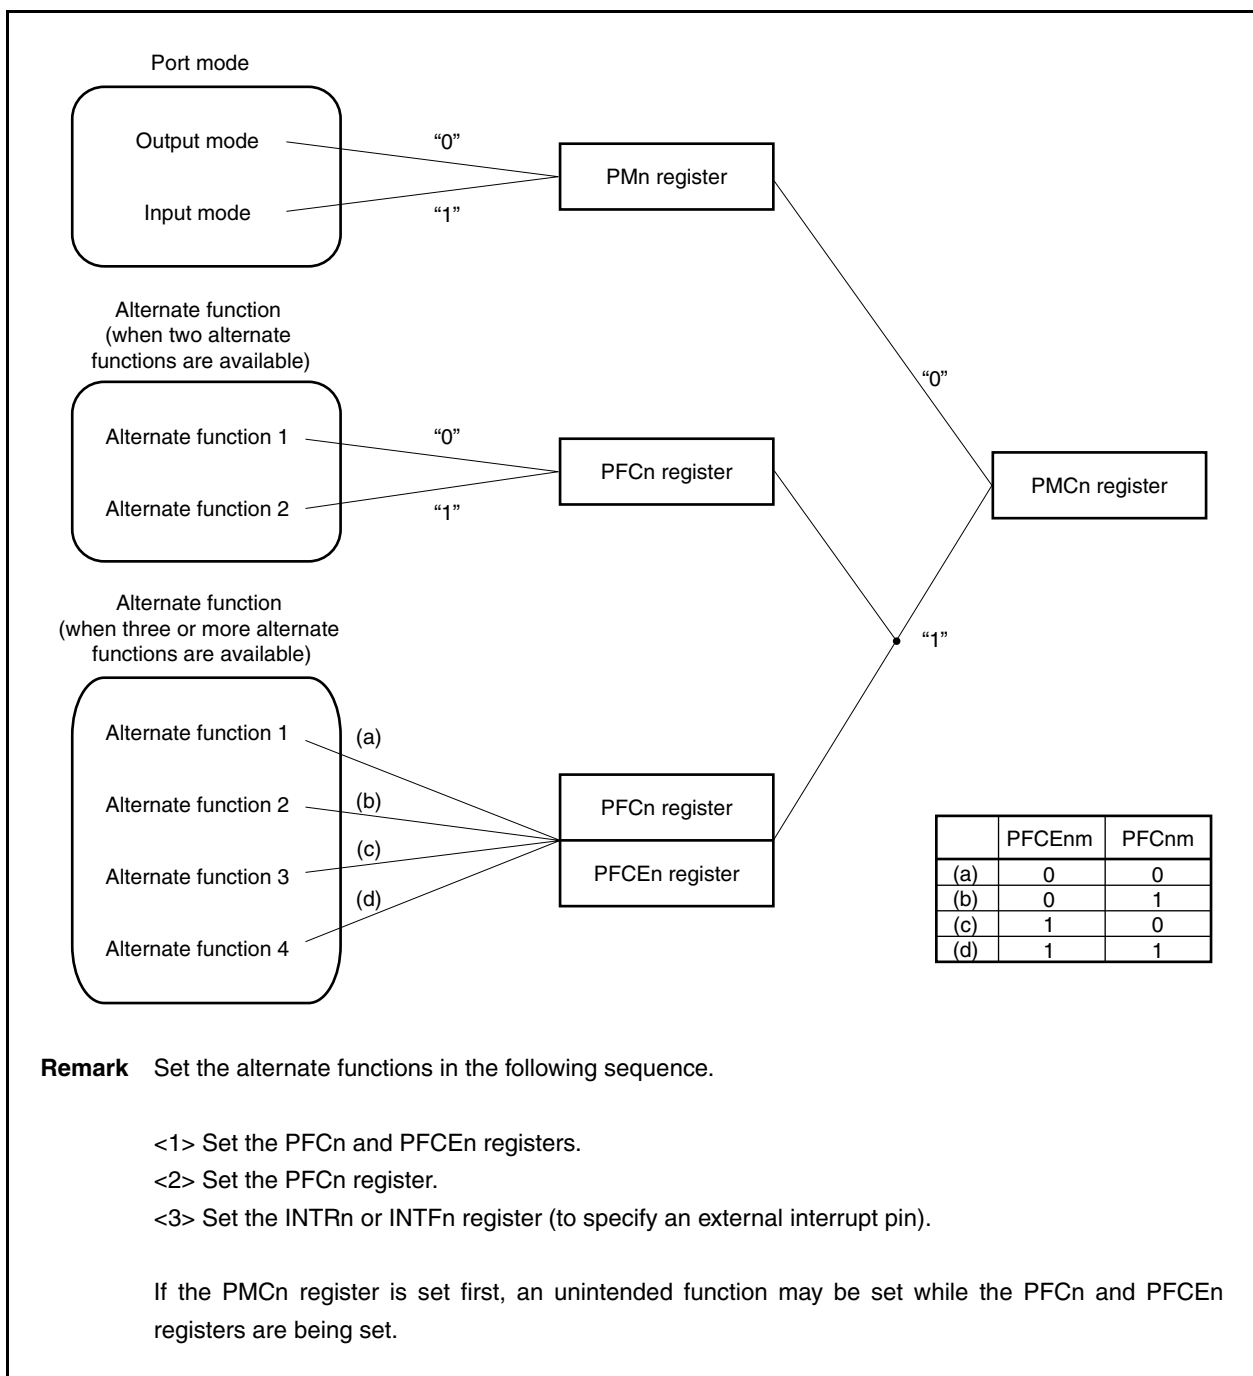 Port mode
Output mode
"0"
Input mode
"1"
PMn register
Alternate function
(when two alternate
functions are available)
"0"
Alternate function 1
"0"
Alternate function 2
"1"
PFCn register
PMCn register
Alternate function
(when three or more alternate
functions are available)
"1"
Alternate function 1
(a)
Alternate function 2
(b)
Alternate function 3
(c)
Alternate function 4
(d)
PFCn register
PFCEn register
PFCEnm PFCnm
(a) 0 0
(b) 0 1
(c) 1 0
(d) 1 1
Remark Set the alternate functions in the following sequence.
<1> Set the PFCn and PFCEn registers.
<2> Set the PFCn register.
<3> Set the INTRn or INTFn register (to specify an external interrupt pin).
If the PMCn register is set first, an unintended function may be set while the PFCn and PFCEn
registers are being set.